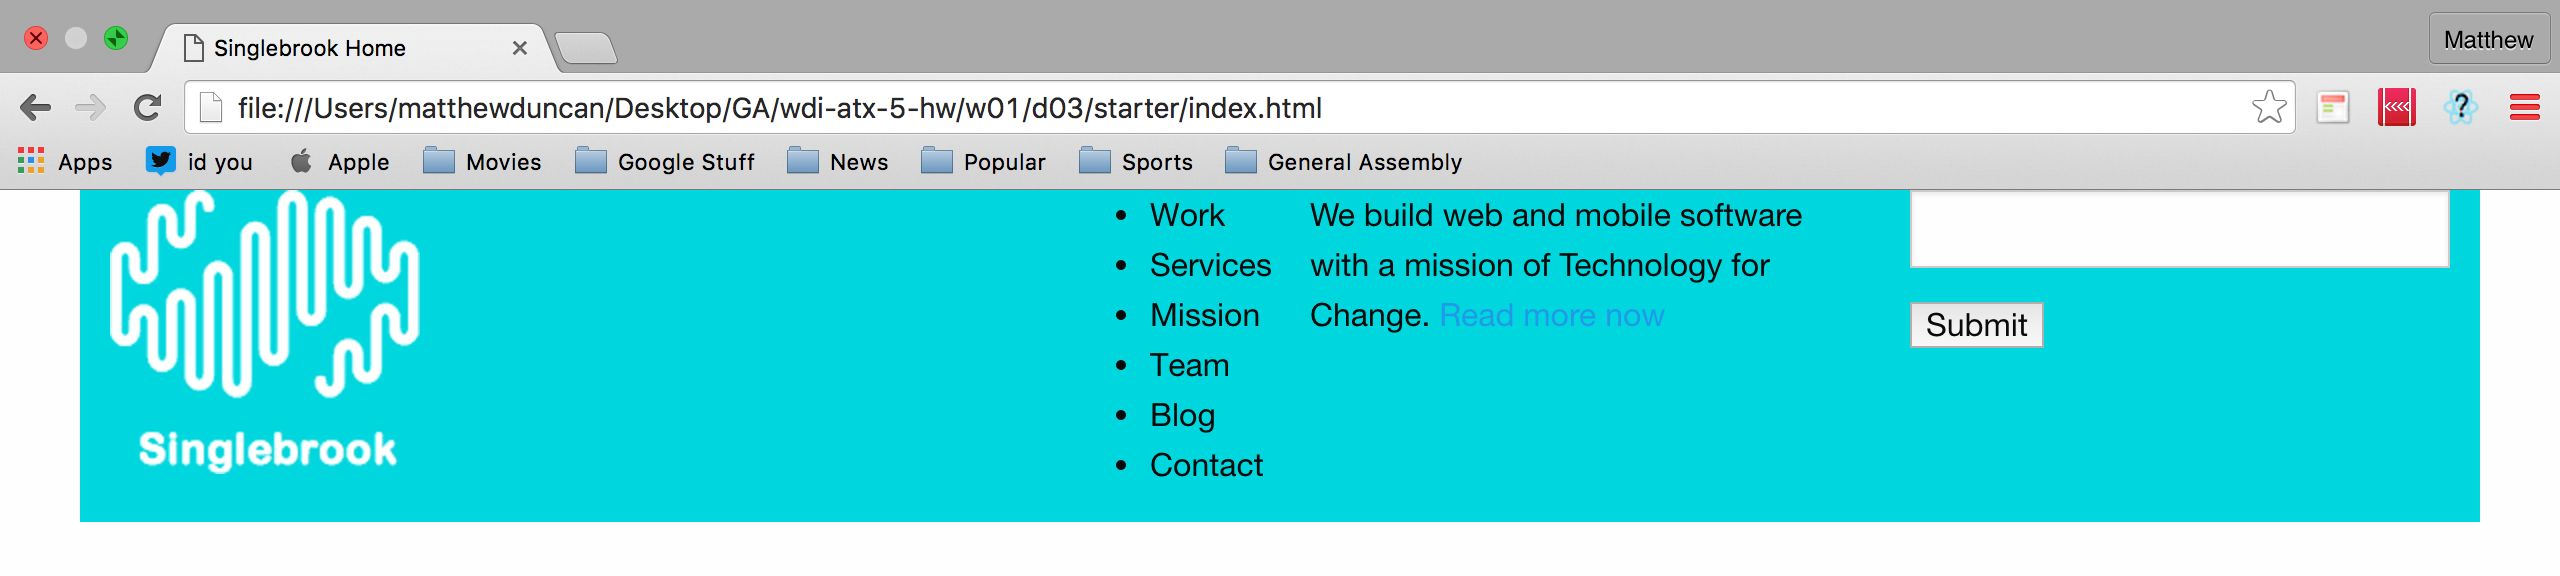 Singlebrook Home
Matthew
file:///Users/matthewduncan/Desktop/GA/wdi-atx-5-hw/w01/d03/starter/index.html
Apps
id you
Apple
Movies
Google Stuff
News
Popular
Sports
General Assembly
Singlebrook
Work
Services
Mission
Team
Blog
Contact
We build web and mobile software
with a mission of Technology for
Change. Read more now
Submit